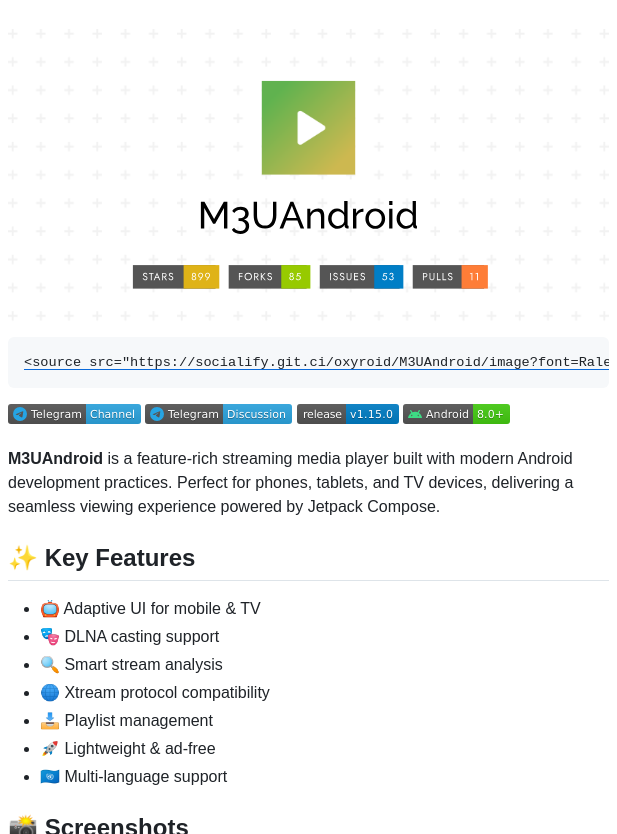 M3UAndroid
STARS 899 FORKS 85 ISSUES 53 PULLS 11
<source src="https://socialify.git.ci/oxyroid/M3UAndroid/image?font=Rale
Telegram Channel Telegram Discussion release v1.15.0 Android 8.0+
M3UAndroid is a feature-rich streaming media player built with modern Android
development practices. Perfect for phones, tablets, and TV devices, delivering a
seamless viewing experience powered by Jetpack Compose.
✨ Key Features
📺 Adaptive UI for mobile & TV
🎭 DLNA casting support
🔍 Smart stream analysis
🌐 Xtream protocol compatibility
📥 Playlist management
🚀 Lightweight & ad-free
🇺🇳 Multi-language support
📸 Screenshots